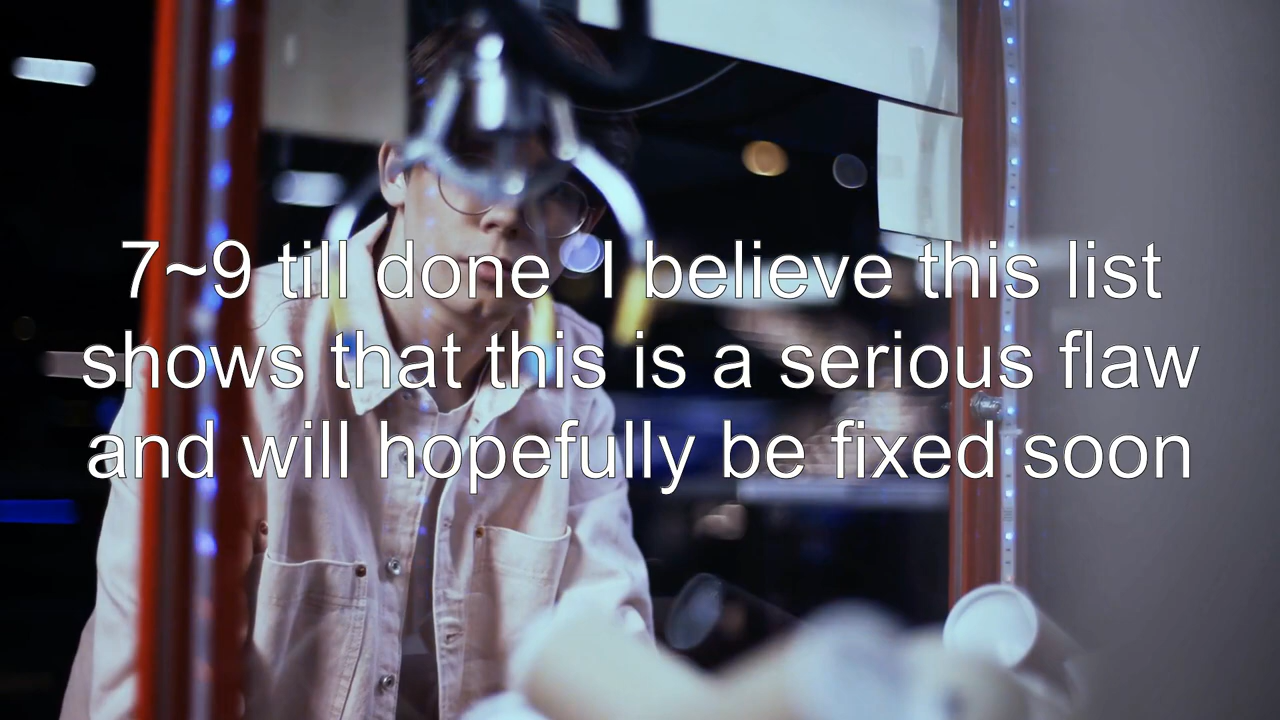 7~9 till done  I believe this list
shows that this is a serious flaw
and will hopefully be fixed soon